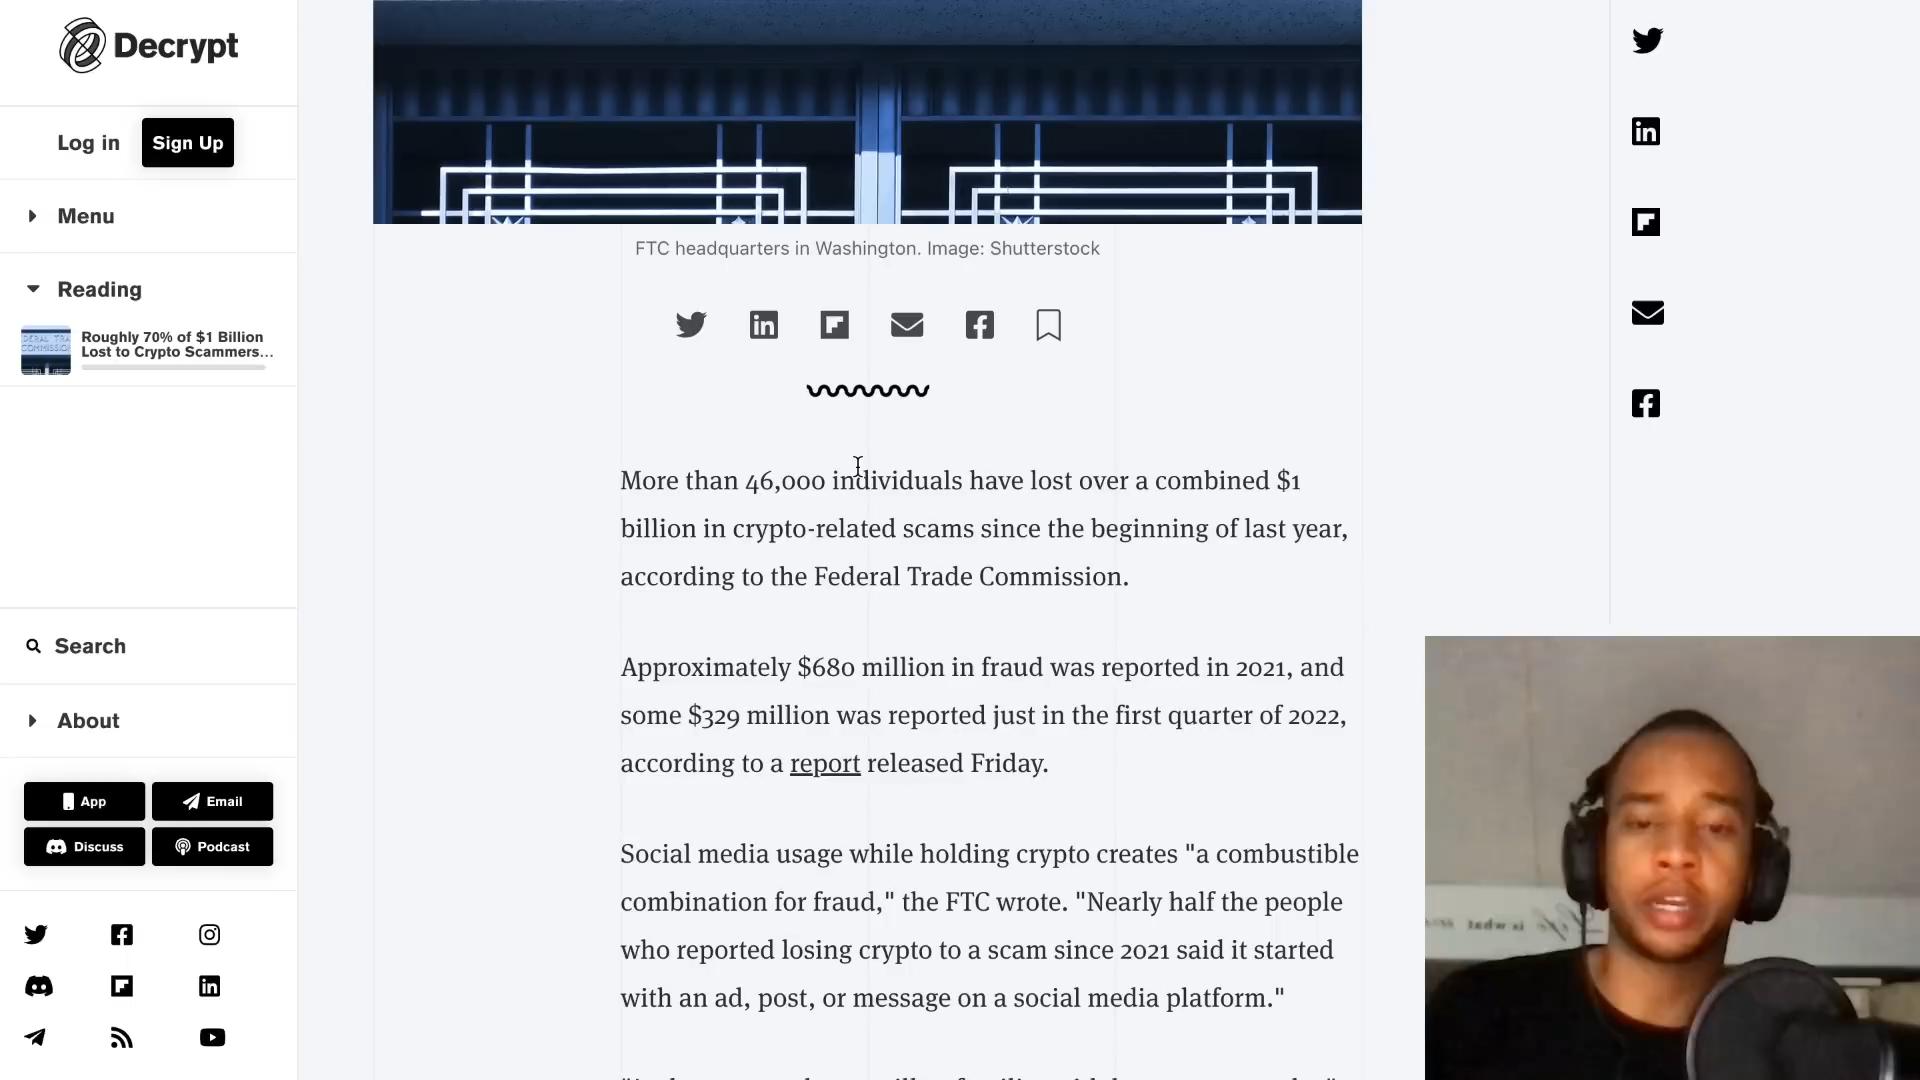 Decrypt
Log in
Sign Up
Menu
Reading
Roughly 70% of $1 Billion
Lost to Crypto Scammers...
Search
About
App
Email
Discuss
Podcast
FTC headquarters in Washington. Image: Shutterstock
More than 46,000 individuals have lost over a combined $1
billion in crypto-related scams since the beginning of last year,
according to the Federal Trade Commission.
Approximately $680 million in fraud was reported in 2021, and
some $329 million was reported just in the first quarter of 2022,
according to a report released Friday.
Social media usage while holding crypto creates "a combustible
combination for fraud," the FTC wrote. "Nearly half the people
who reported losing crypto to a scam since 2021 said it started
with an ad, post, or message on a social media platform."